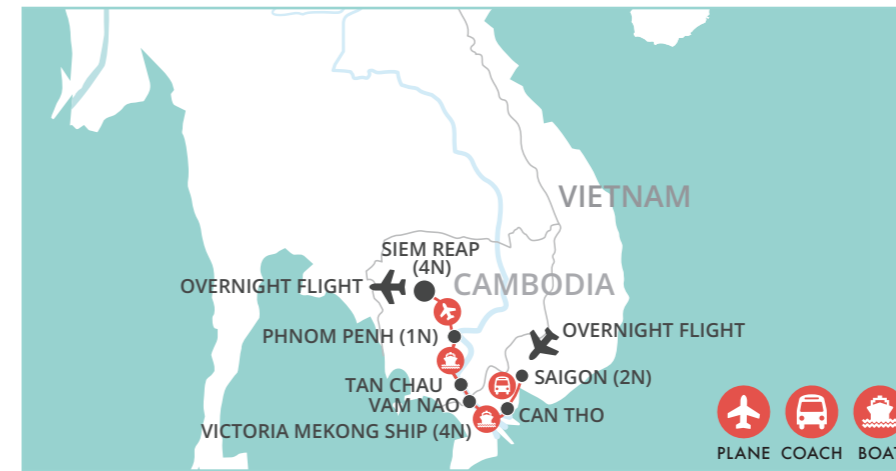 VIETNAM
SIEM REAP
(4N)
CAMBODIA
OVERNIGHT FLIGHT
OVERNIGHT FLIGHT
PHNOM PENH (1N)
SAIGON (2N)
TAN CHAU
VAM NAO
CAN THO
VICTORIA MEKONG SHIP (4N)
PLANE COACH BOAT